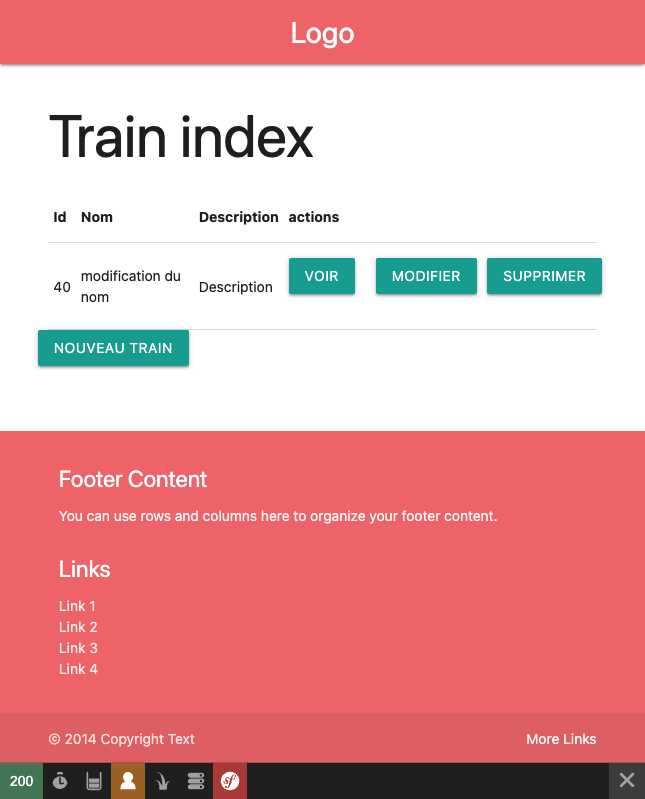 Logo
Train index
Id Nom Description actions
40 modification du nom Description VOIR MODIFIER SUPPRIMER
NOUVEAU TRAIN
Footer Content
You can use rows and columns here to organize your footer content.
Links
Link 1
Link 2
Link 3
Link 4
© 2014 Copyright Text More Links
200 sf